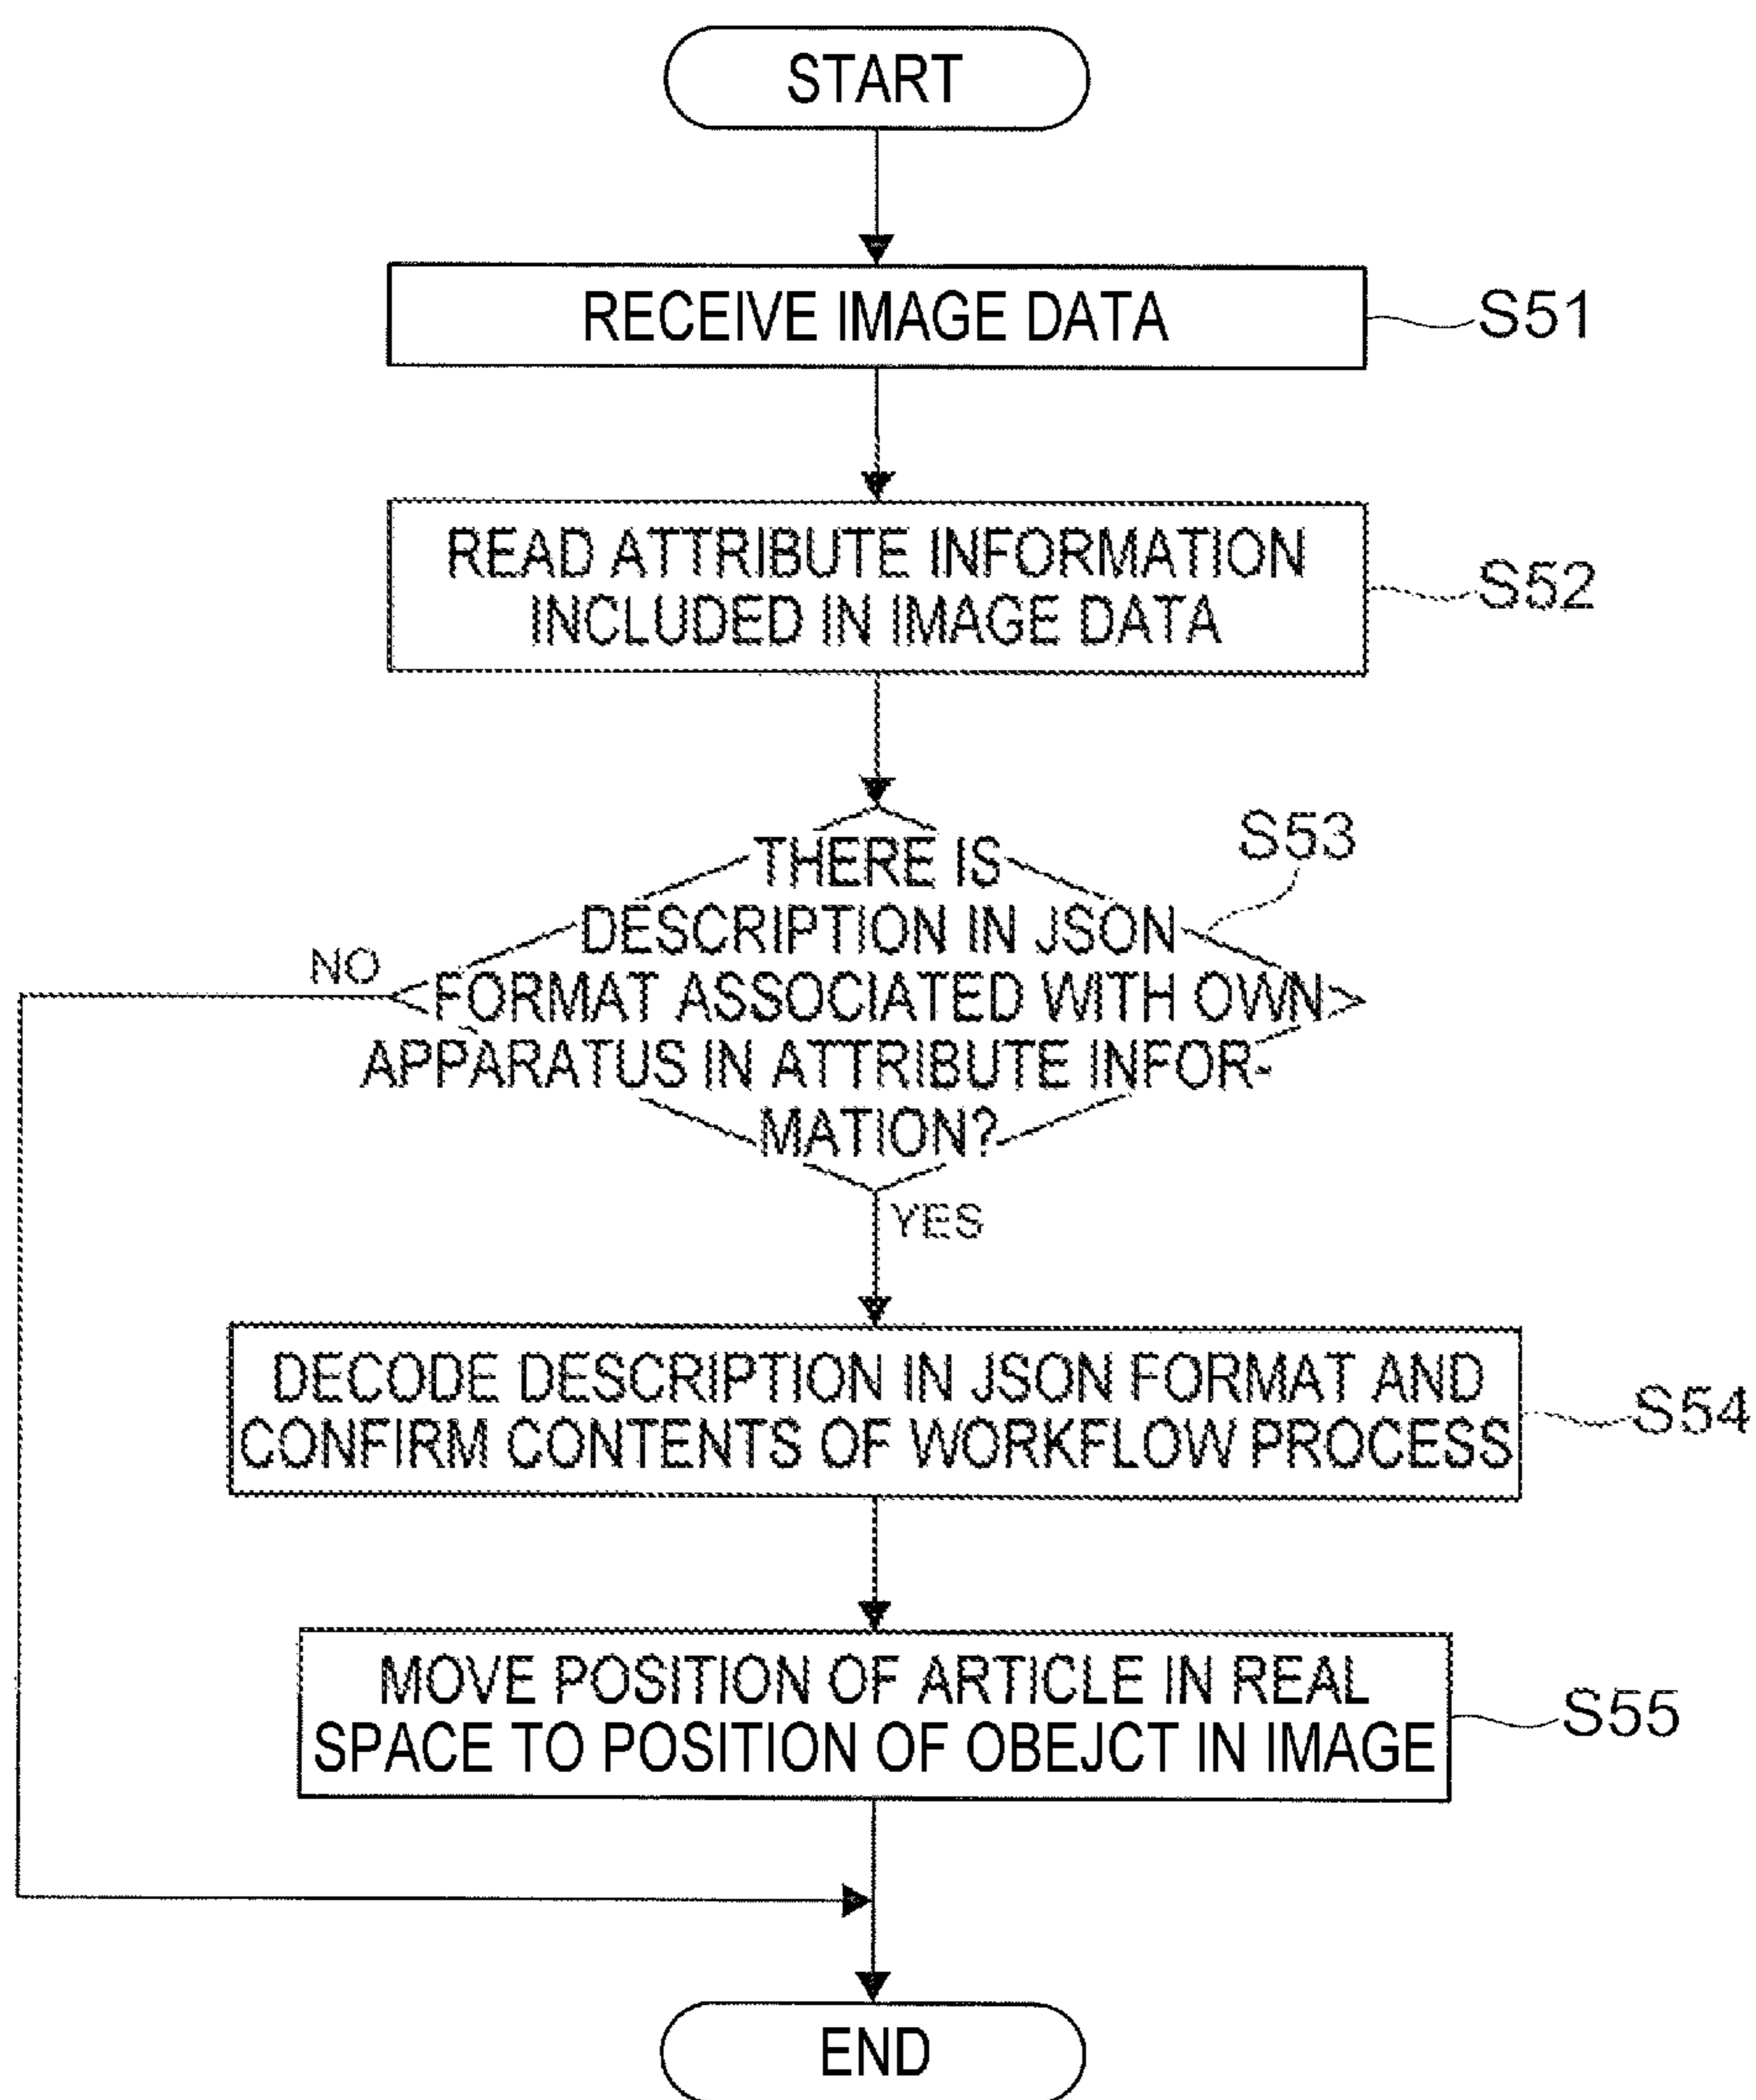 START
RECEIVE IMAGE DATA
S51
READ ATTRIBUTE INFORMATION
INCLUDED IN IMAGE DATA
S52
THERE IS
DESCRIPTION IN JSON
FORMAT ASSOCIATED WITH OWN
APPARATUS IN ATTRIBUTE INFOR-
MATION?
S53
NO
YES
DECODE DESCRIPTION IN JSON FORMAT AND
CONFIRM CONTENTS OF WORKFLOW PROCESS
S54
MOVE POSITION OF ARTICLE IN REAL
SPACE TO POSITION OF OBEJCT IN IMAGE
S55
END